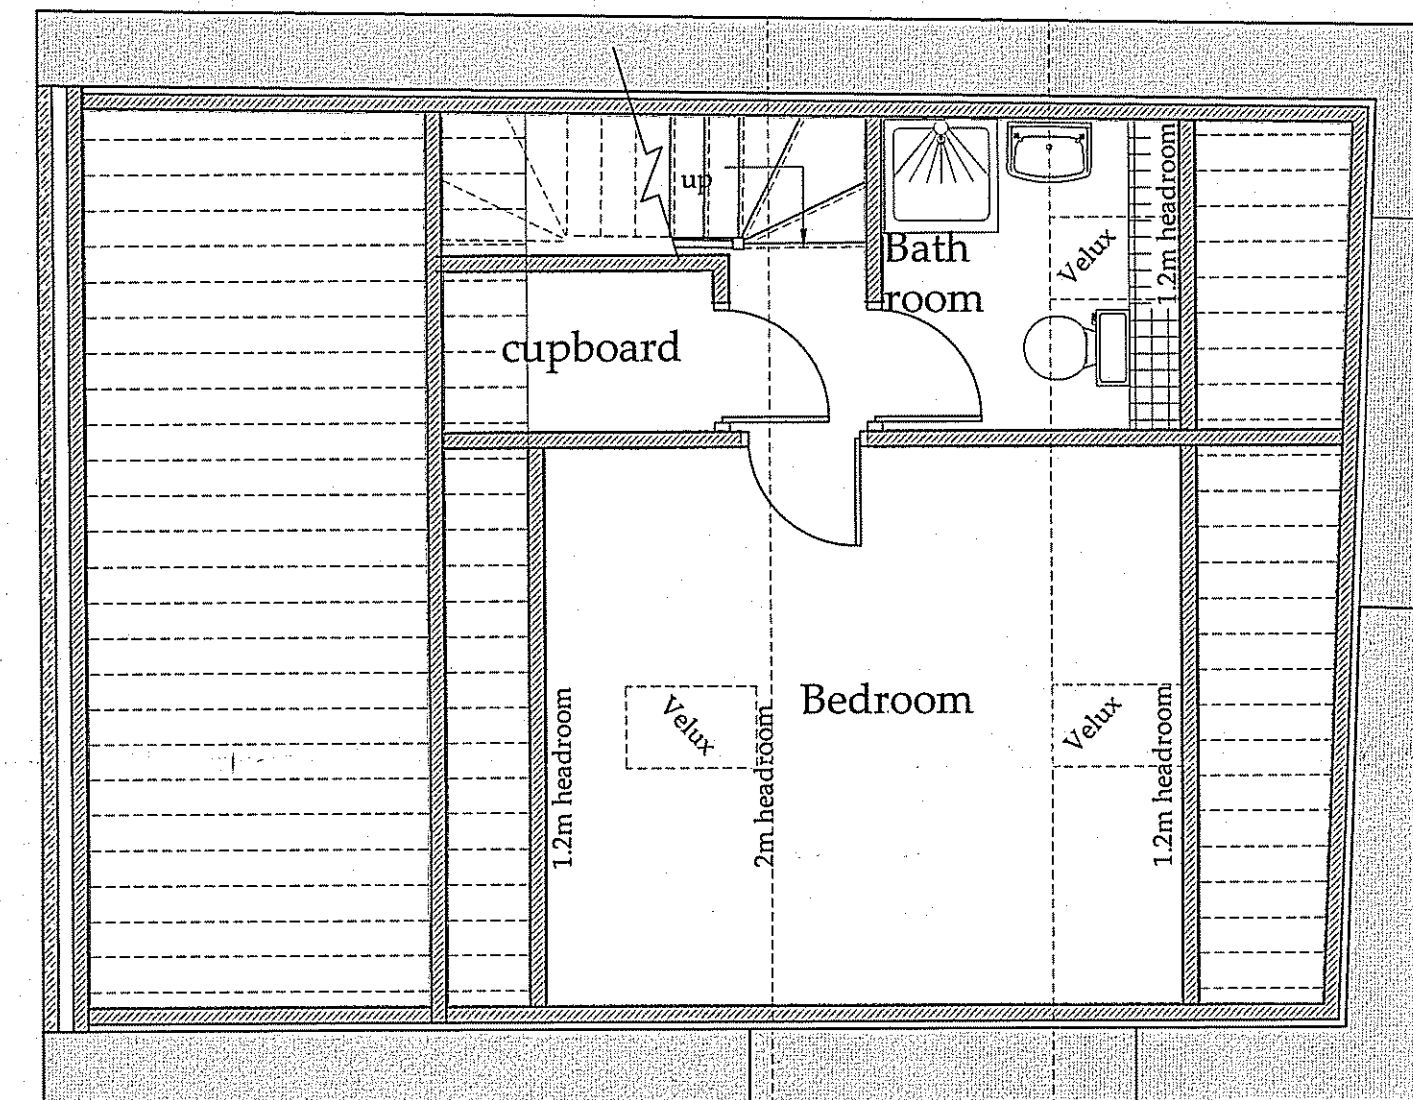 up
Bath
room
Velux
1.2m headroom
cupboard
Bedroom
Velux
Velux
1.2m headroom
2m headroom
1.2m headroom